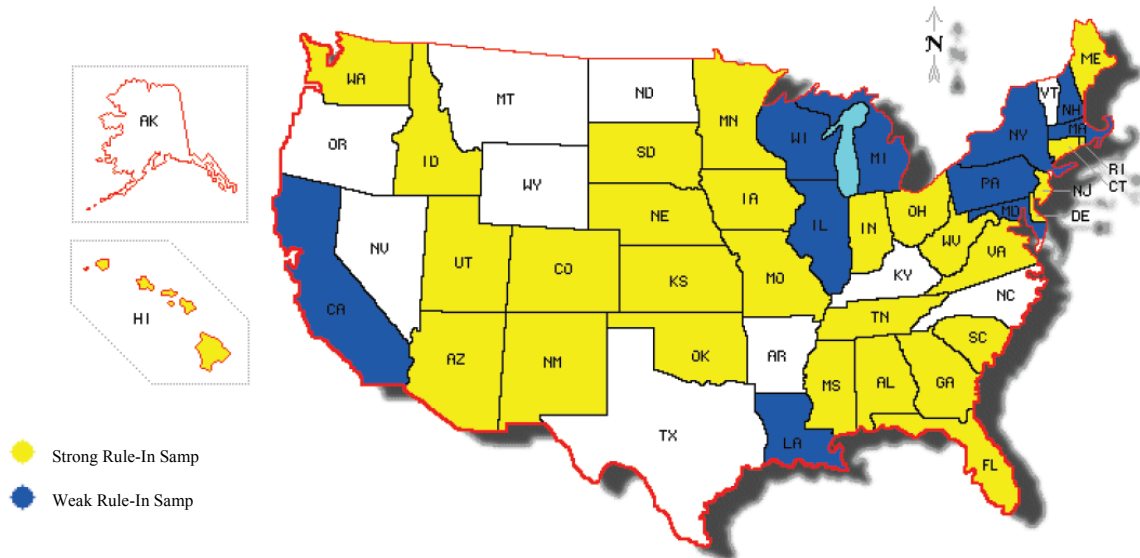 N
ME
WA
MT
ND
VT
AK
MN
NH
OR
ID
SD
WI
NY
MA
MI
WY
RI
CT
IA
PA
NJ
NE
OH
NV
IL
IN
MD
DE
UT
CO
WV
VA
HI
KS
MO
KY
CA
NC
TN
AZ
NM
OK
AR
SC
MS
AL
GA
TX
LA
Strong Rule-In Samp
FL
Weak Rule-In Samp